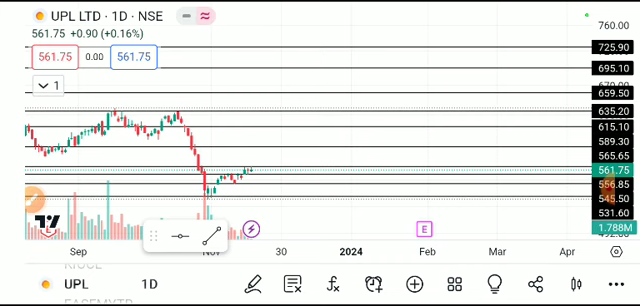 UPL LTD · 1D · NSE
561.75 +0.90 (+0.16%)
561.75 0.00 561.75
1
760.00
725.90
695.10
659.50
635.20
615.10
589.30
565.65
561.75
556.85
545.50
531.60
1.788M
Sep Nov 30 2024 Feb Mar Apr
E
UPL 1D